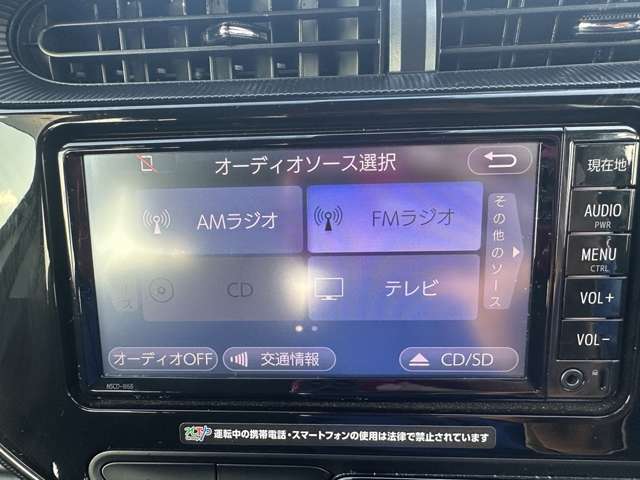 オーディオソース選択
現在地
AMラジオ
FMラジオ
その他のソース
AUDIO
PWR
MENU
CTRL
CD
テレビ
VOL+
VOL-
オーディオOFF
交通情報
CD/SD
運転中の携帯電話・スマートフォンの使用は法律で禁止されています